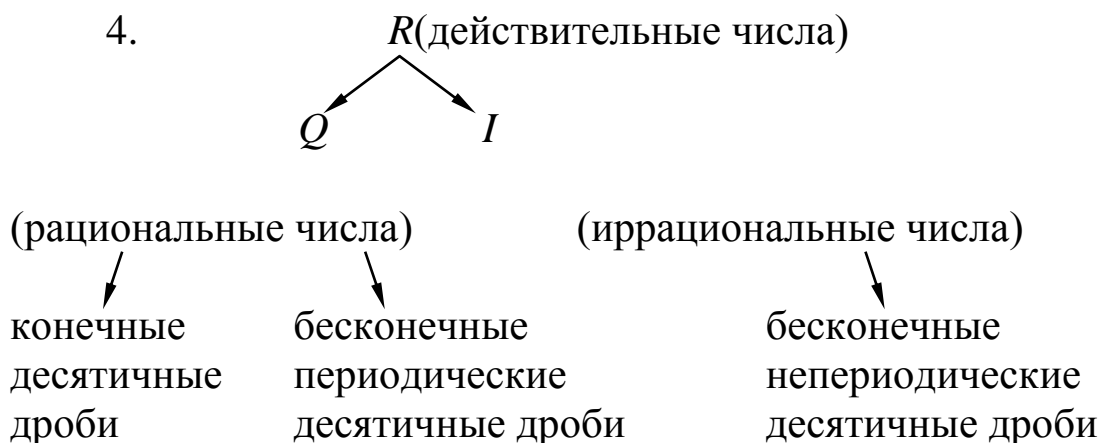 4. R(действительные числа)
Q I
(рациональные числа) (иррациональные числа)
конечные бесконечные бесконечные
десятичные периодические непериодические
дроби десятичные дроби десятичные дроби